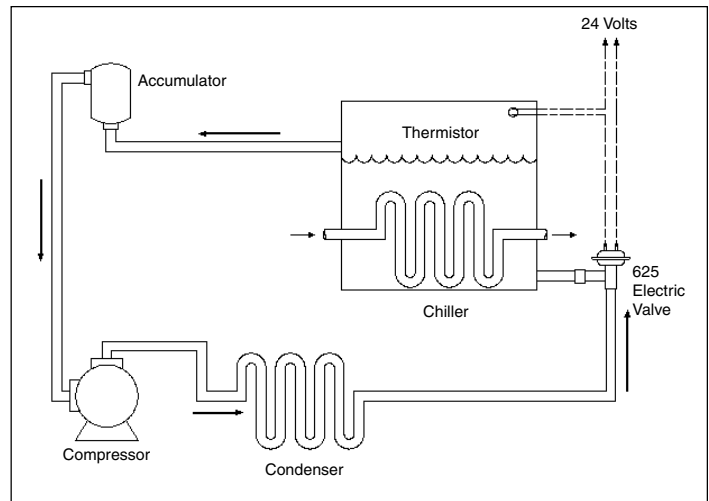 24 Volts
Accumulator
Thermistor
625
Electric
Valve
Chiller
Compressor
Condenser